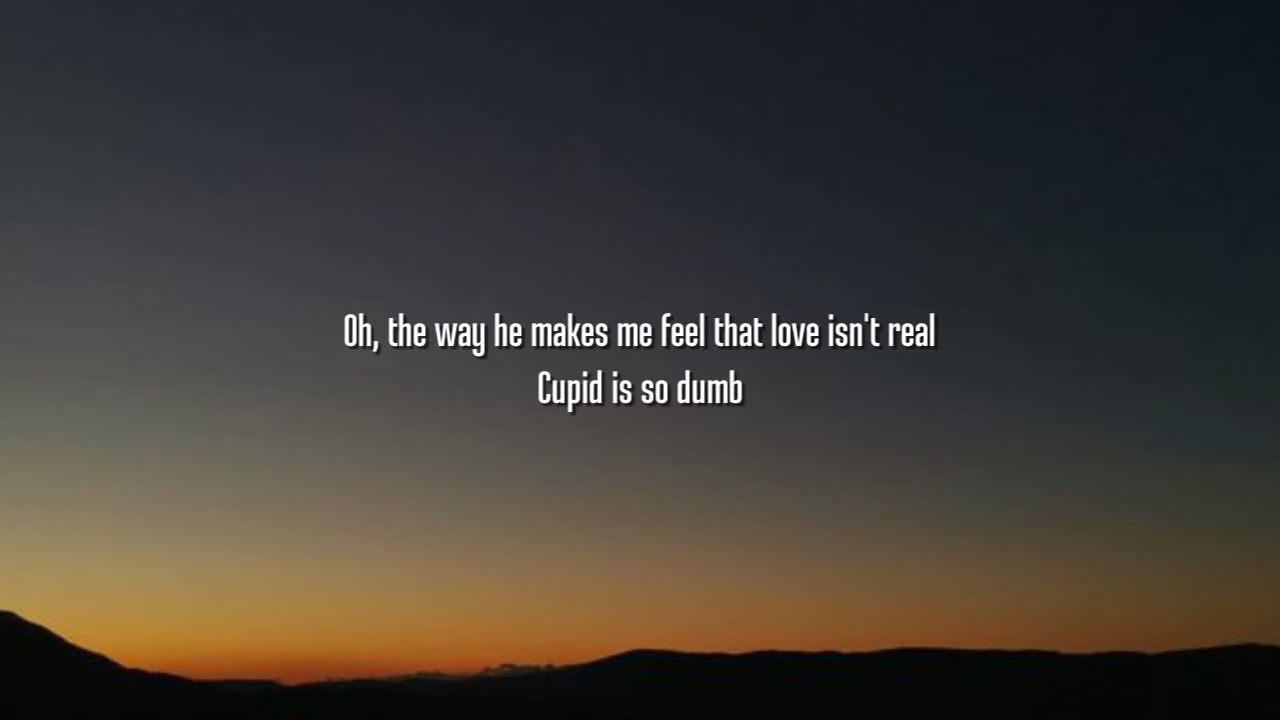 Oh, the way he makes me feel that love isn't real
Cupid is so dumb